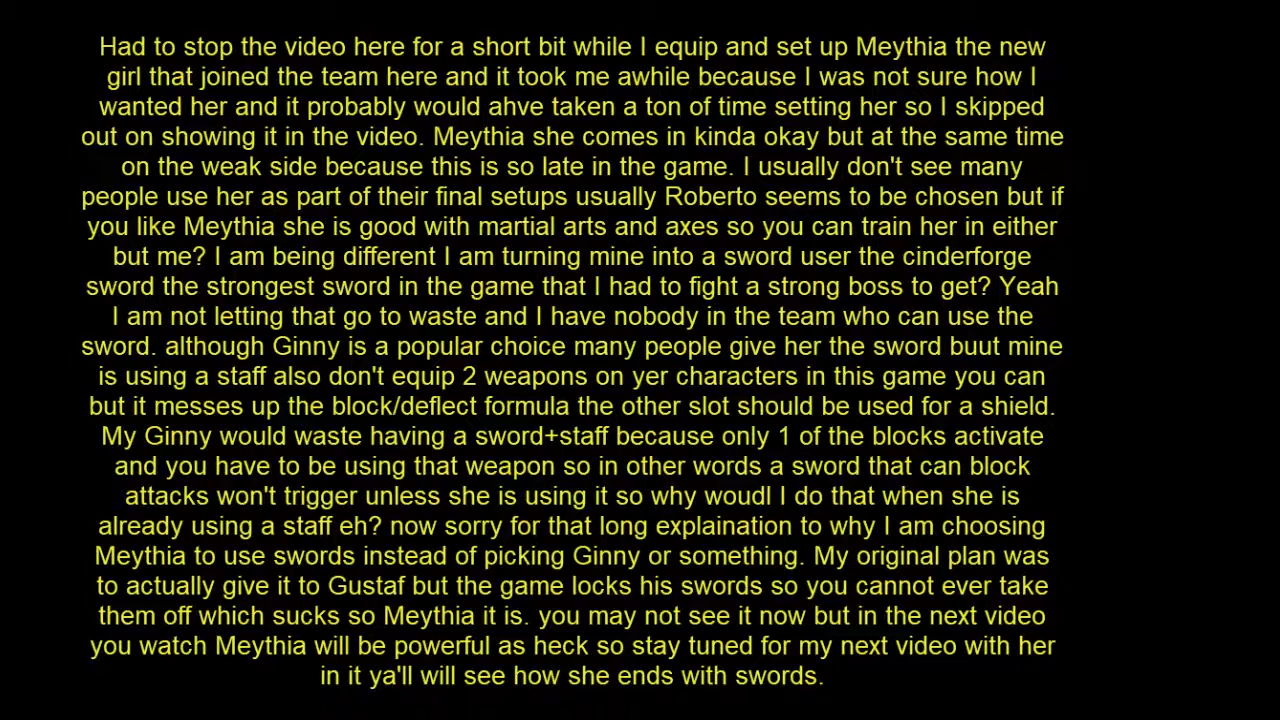 Had to stop the video here for a short bit while I equip and set up Meythia the new
girl that joined the team here and it took me awhile because I was not sure how I
wanted her and it probably would ahve taken a ton of time setting her so I skipped
out on showing it in the video. Meythia she comes in kinda okay but at the same time
on the weak side because this is so late in the game. I usually don't see many
people use her as part of their final setups usually Roberto seems to be chosen but if
you like Meythia she is good with martial arts and axes so you can train her in either
but me? I am being different I am turning mine into a sword user the cinderforge
sword the strongest sword in the game that I had to fight a strong boss to get? Yeah
I am not letting that go to waste and I have nobody in the team who can use the
sword. although Ginny is a popular choice many people give her the sword buut mine
is using a staff also don't equip 2 weapons on yer characters in this game you can
but it messes up the block/deflect formula the other slot should be used for a shield.
My Ginny would waste having a sword+staff because only 1 of the blocks activate
and you have to be using that weapon so in other words a sword that can block
attacks won't trigger unless she is using it so why woudl I do that when she is
already using a staff eh? now sorry for that long explaination to why I am choosing
Meythia to use swords instead of picking Ginny or something. My original plan was
to actually give it to Gustaf but the game locks his swords so you cannot ever take
them off which sucks so Meythia it is. you may not see it now but in the next video
you watch Meythia will be powerful as heck so stay tuned for my next video with her
in it ya'll will see how she ends with swords.